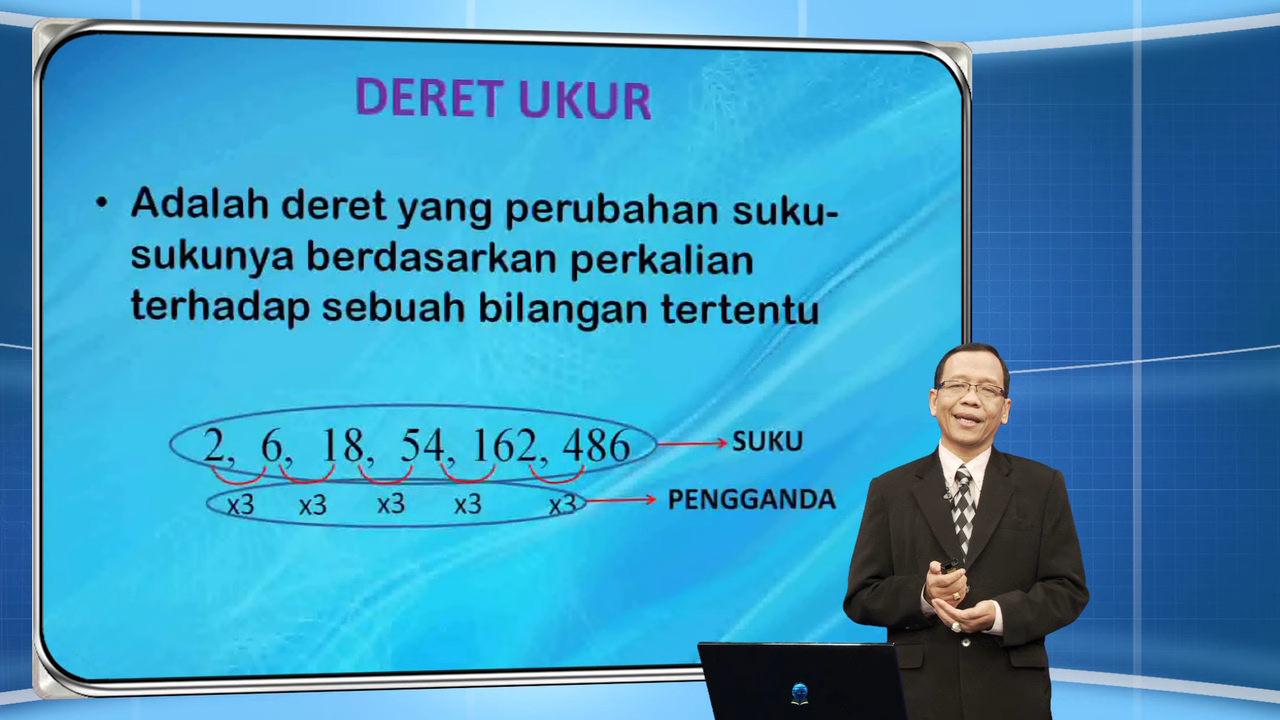 DERET UKUR
• Adalah deret yang perubahan suku-
sukunya berdasarkan perkalian
terhadap sebuah bilangan tertentu
2, 6, 18, 54, 162, 486 SUKU
x3 x3 x3 x3 x3 PENGGANDA